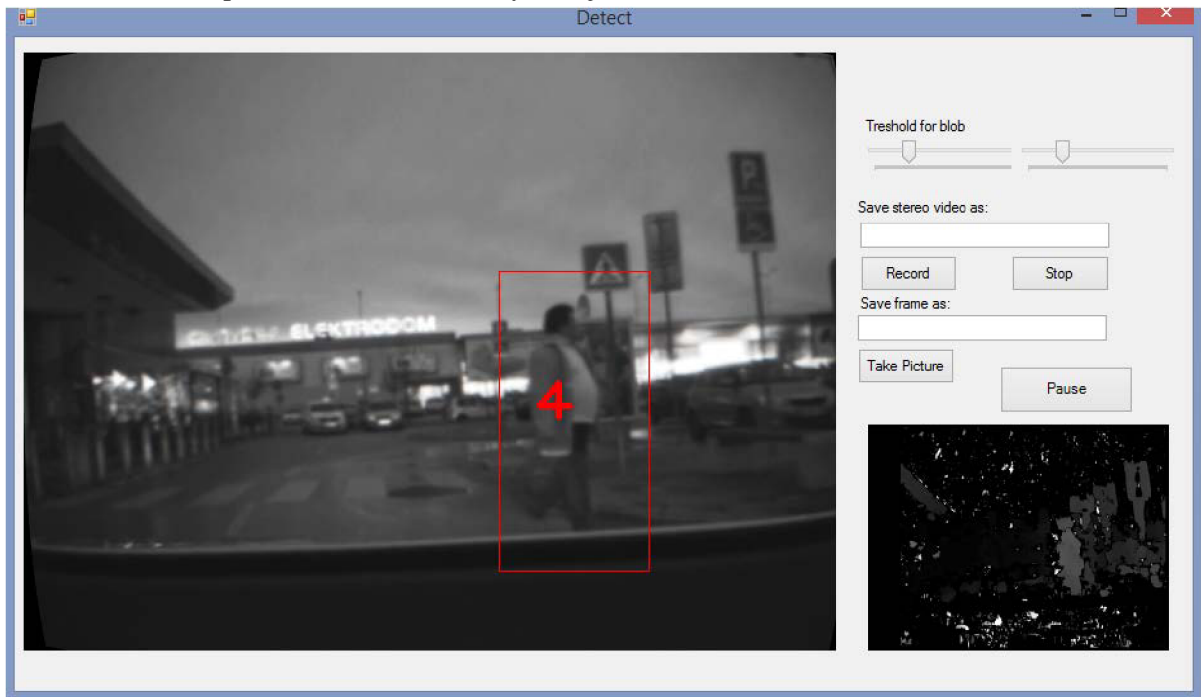 Detect
P
ELEKTRODOM
4
Treshold for blob
Save stereo video as:
Record Stop
Save frame as:
Take Picture
Pause